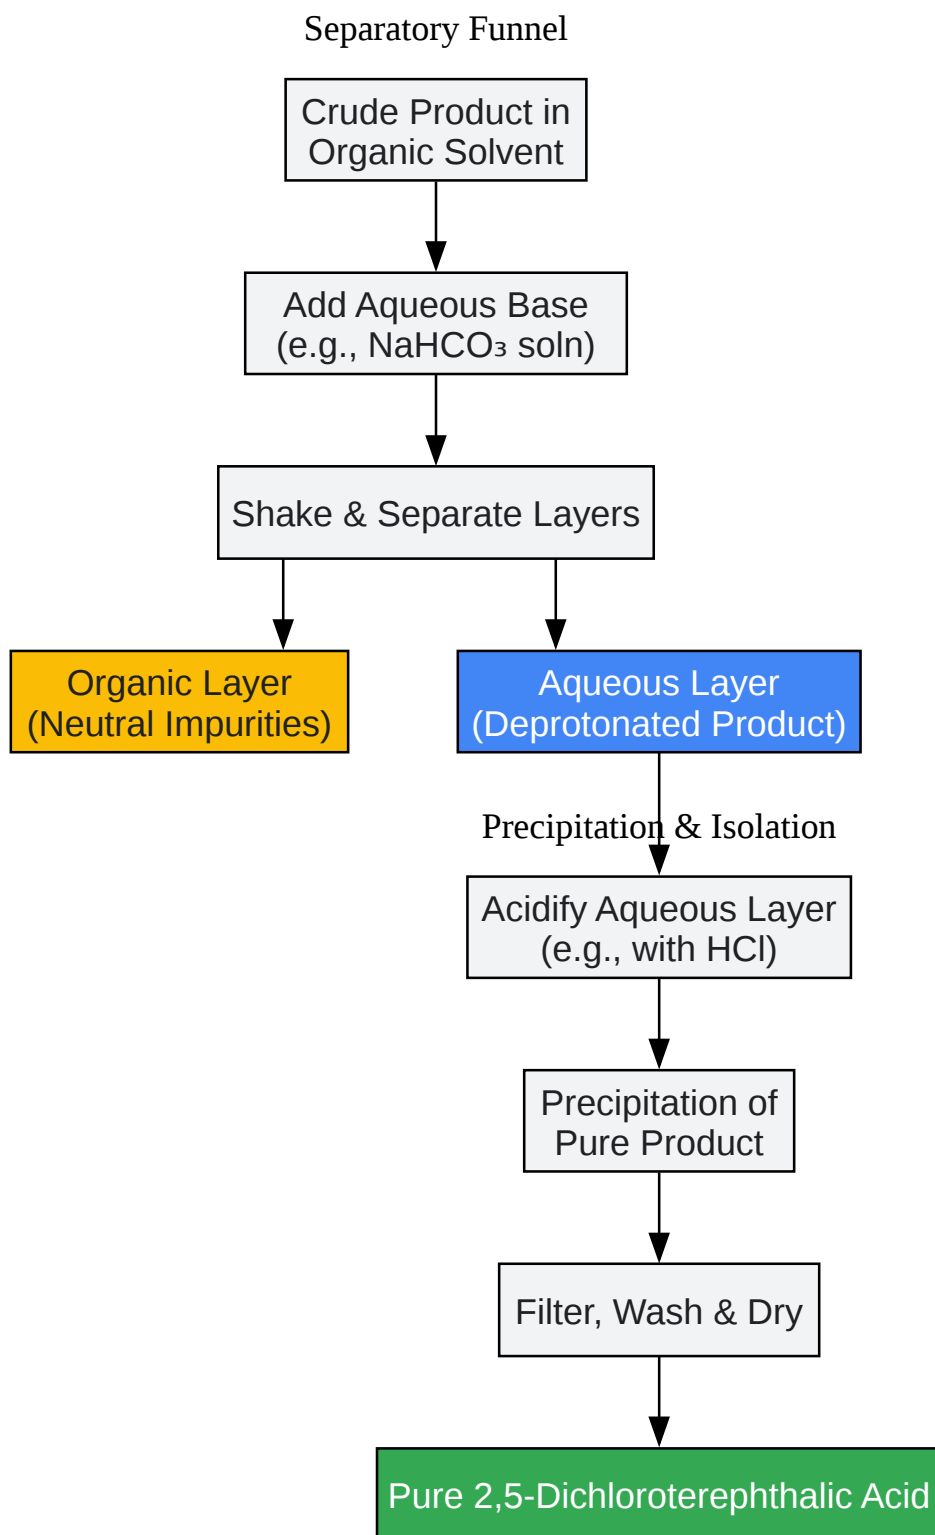 Separatory Funnel
Crude Product in
Organic Solvent
Add Aqueous Base
(e.g., NaHCO₃ soln)
Shake & Separate Layers
Organic Layer
(Neutral Impurities)
Aqueous Layer
(Deprotonated Product)
Precipitation & Isolation
Acidify Aqueous Layer
(e.g., with HCl)
Precipitation of
Pure Product
Filter, Wash & Dry
Pure 2,5-Dichloroterephthalic Acid